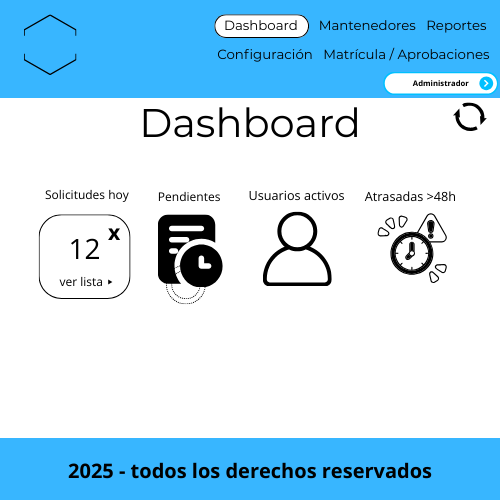 Dashboard Mantenedores Reportes
Configuración Matrícula / Aprobaciones
Administrador
Dashboard
Solicitudes hoy
Pendientes
Usuarios activos
Atrasadas >48h
x
12
ver lista
2025 - todos los derechos reservados